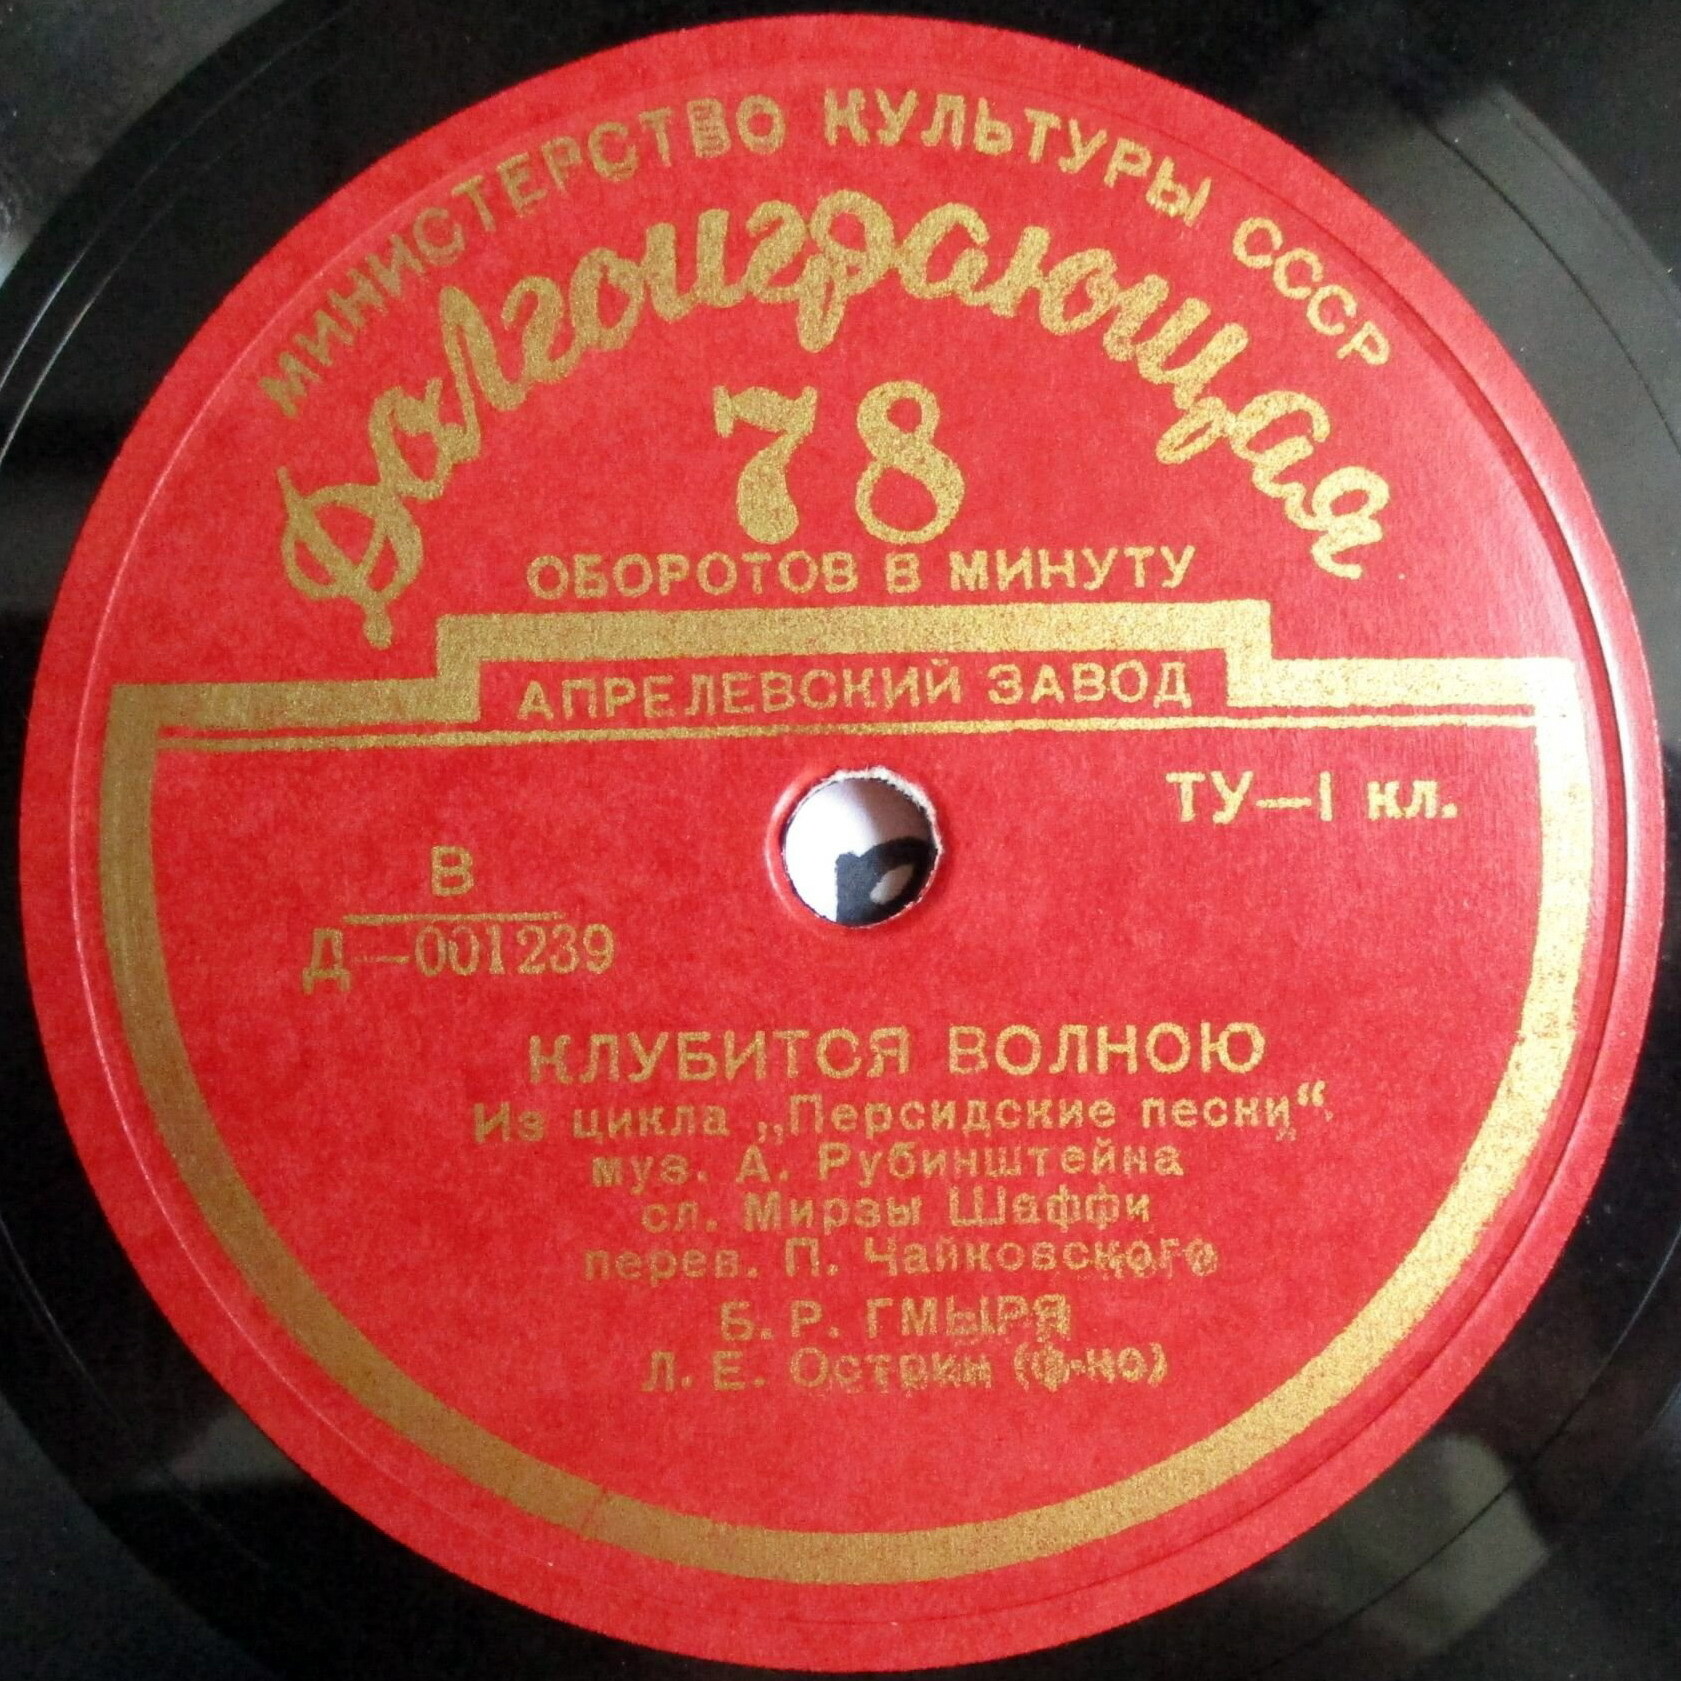 МИНИСТЕРСТВО КУЛЬТУРЫ СССР
Долгоиграющая
78
ОБОРОТОВ В МИНУТУ
АПРЕЛЕВСКИЙ ЗАВОД
ТУ—1 кл.
В
Д—001239
КЛУБИТСЯ ВОЛНОЮ
Из цикла „Персидские песни“
муз. А. Рубинштейна
сл. Мирзы Шаффи
перев. П. Чайковского
Б. Р. ГМЫРЯ
Л. Е. Острин (ф-но)